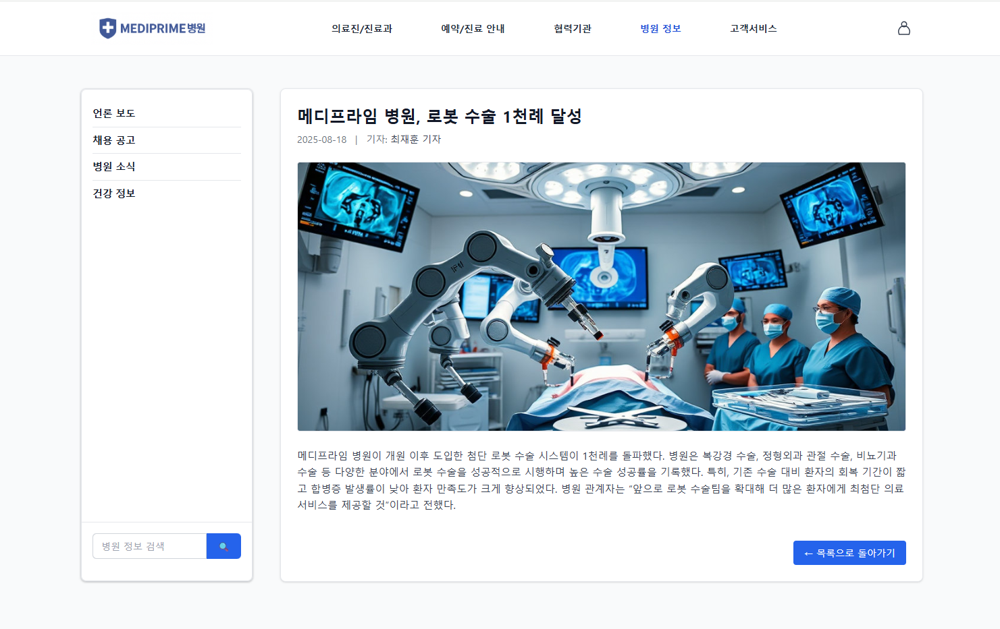 MEDIPRIME병원
의료진/진료과
예약/진료 안내
협력기관
병원 정보
고객서비스
언론 보도
채용 공고
병원 소식
건강 정보
병원 정보 검색
메디프라임 병원, 로봇 수술 1천례 달성
2025-08-18 | 기자: 최재훈 기자
메디프라임 병원이 개원 이후 도입한 첨단 로봇 수술 시스템이 1천례를 돌파했다. 병원은 복강경 수술, 정형외과 관절 수술, 비뇨기과
수술 등 다양한 분야에서 로봇 수술을 성공적으로 시행하며 높은 수술 성공률을 기록했다. 특히, 기존 수술 대비 환자의 회복 기간이 짧
고 합병증 발생률이 낮아 환자 만족도가 크게 향상되었다. 병원 관계자는 “앞으로 로봇 수술팀을 확대해 더 많은 환자에게 최첨단 의료
서비스를 제공할 것”이라고 전했다.
← 목록으로 돌아가기